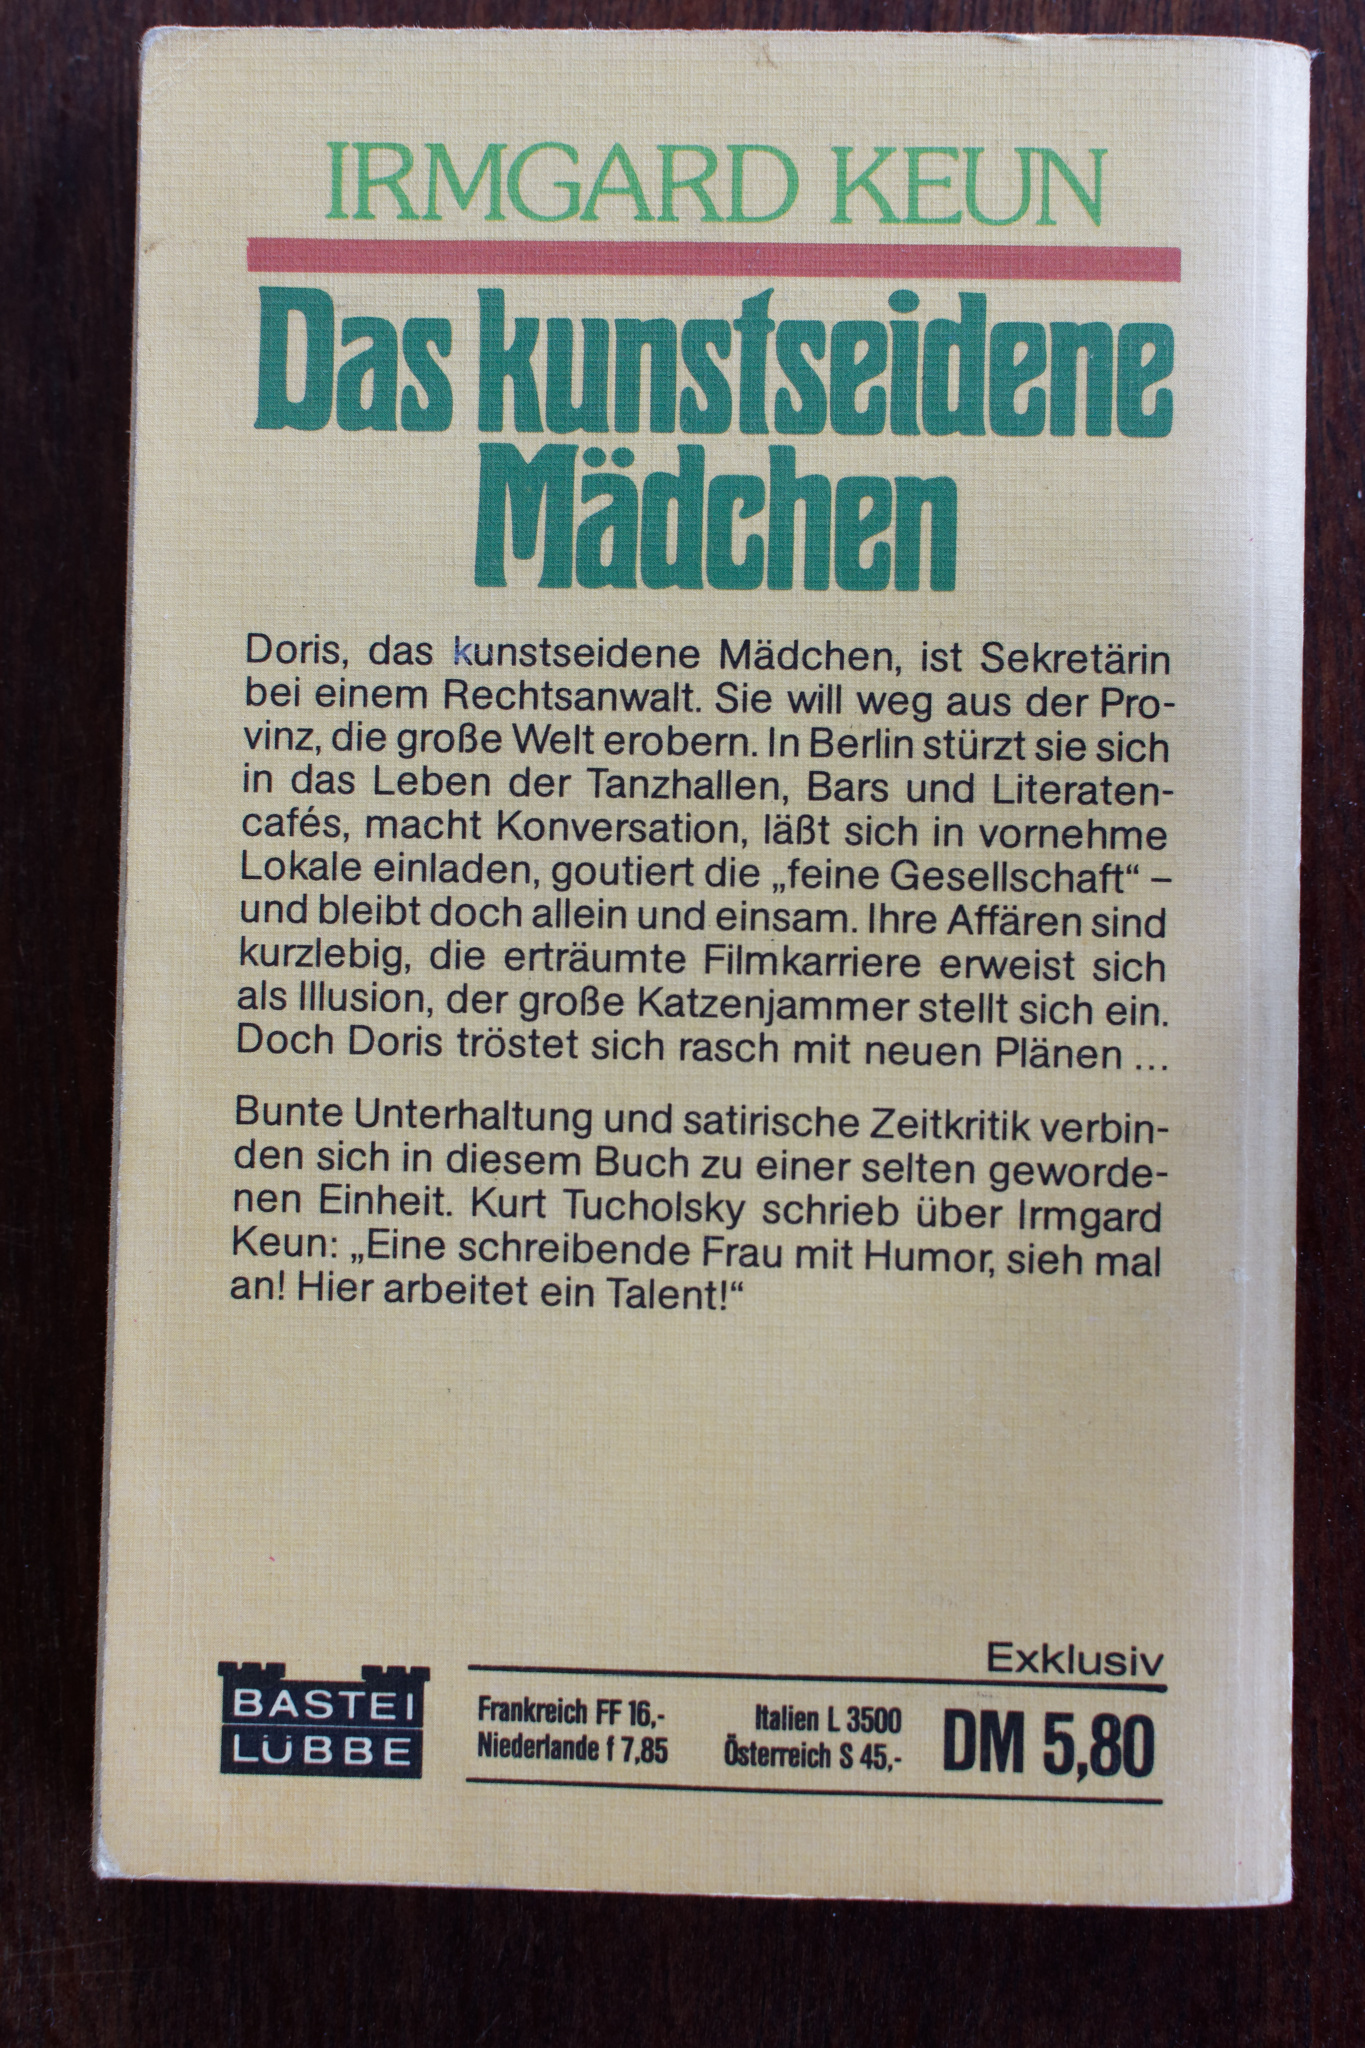 IRMGARD KEUN
Das kunstseidene
Mädchen
Doris, das kunstseidene Mädchen, ist Sekretärin
bei einem Rechtsanwalt. Sie will weg aus der Pro-
vinz, die große Welt erobern. In Berlin stürzt sie sich
in das Leben der Tanzhallen, Bars und Literaten-
cafés, macht Konversation, läßt sich in vornehme
Lokale einladen, goutiert die „feine Gesellschaft“ –
und bleibt doch allein und einsam. Ihre Affären sind
kurzlebig, die erträumte Filmkarriere erweist sich
als Illusion, der große Katzenjammer stellt sich ein.
Doch Doris tröstet sich rasch mit neuen Plänen ...
Bunte Unterhaltung und satirische Zeitkritik verbin-
den sich in diesem Buch zu einer selten geworde-
nen Einheit. Kurt Tucholsky schrieb über Irmgard
Keun: „Eine schreibende Frau mit Humor, sieh mal
an! Hier arbeitet ein Talent!“
Exklusiv
BASTEI
LÜBBE
Frankreich FF 16,- Italien L 3500
Niederlande f 7,85 Österreich S 45,-
DM 5,80